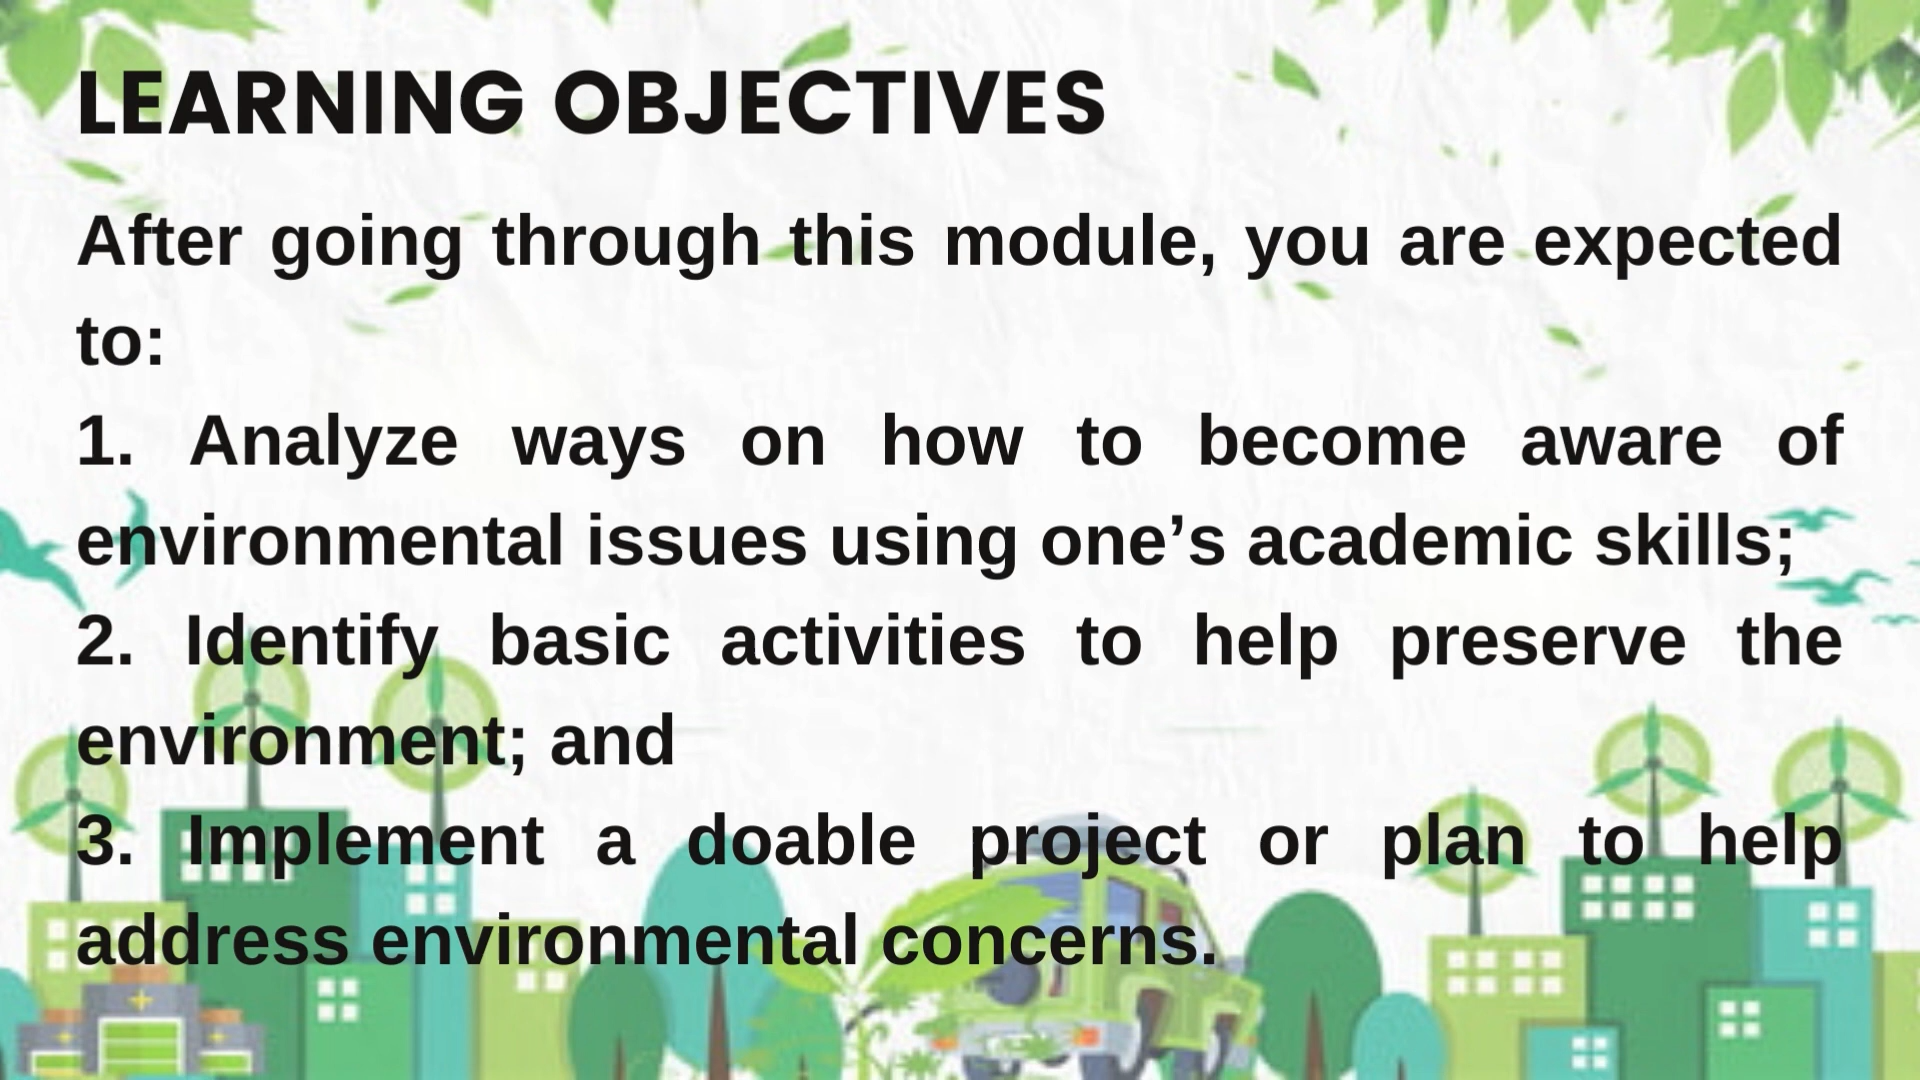 LEARNING OBJECTIVES
After going through this module, you are expected
to:
1. Analyze ways on how to become aware of
environmental issues using one’s academic skills;
2. Identify basic activities to help preserve the
environment; and
3. Implement a doable project or plan to help
address environmental concerns.